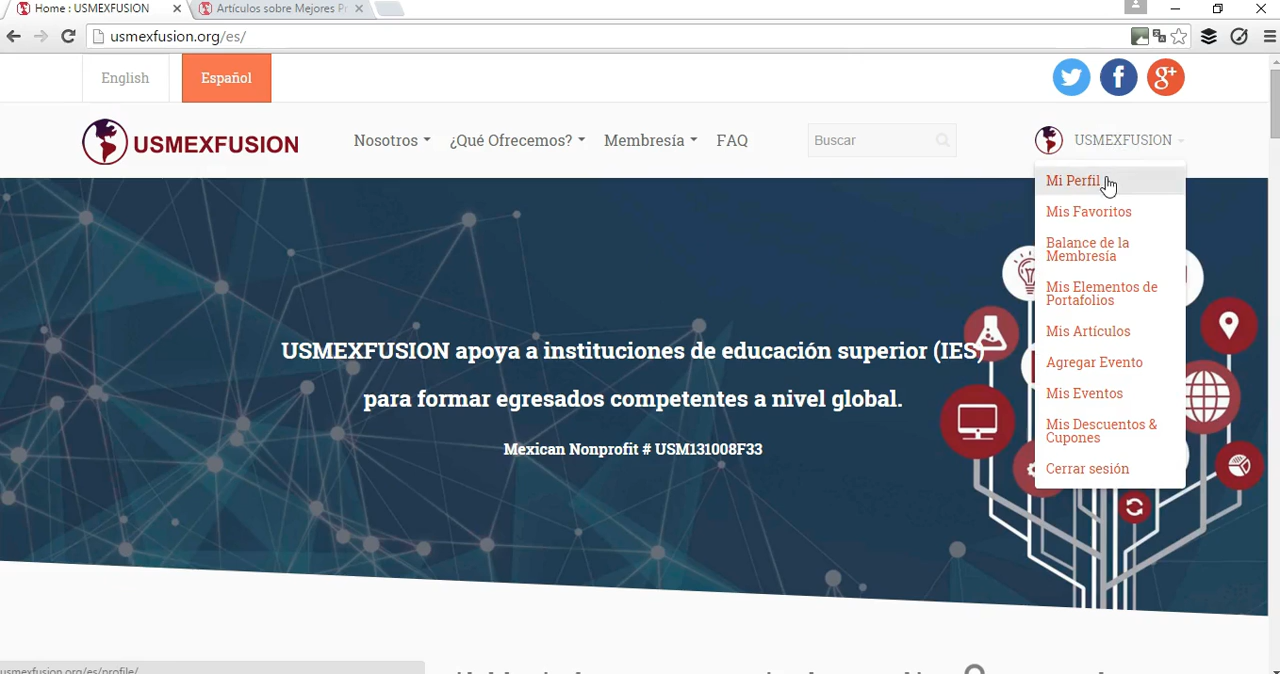 Home : USMEXFUSION
Artículos sobre Mejores Pr
usmexfusion.org/es/
English
Español
USMEXFUSION
Nosotros
¿Qué Ofrecemos?
Membresía
FAQ
Buscar
USMEXFUSION
Mi Perfil
Mis Favoritos
Balance de la
Membresía
Mis Elementos de
Portafolios
Mis Artículos
Agregar Evento
Mis Eventos
Mis Descuentos &
Cupones
Cerrar sesión
USMEXFUSION apoya a instituciones de educación superior (IES)
para formar egresados competentes a nivel global.
Mexican Nonprofit # USM131008F33
usmexfusion.org/es/profile/